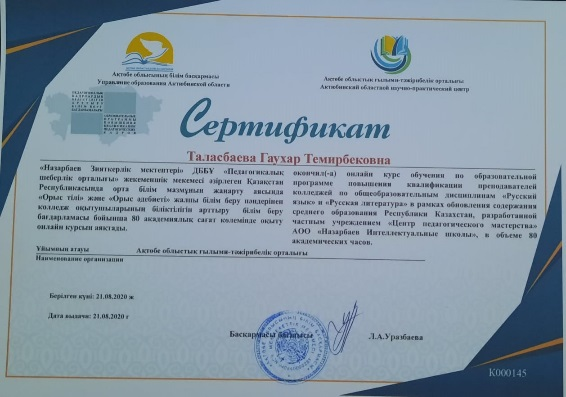 Ақтөбе облысының білім басқармасы
Управление образования Актюбинской области
Ақтөбе облыстық ғылыми-тәжірибелік орталығы
Актюбинский областной научно-практический центр
Сертификат
Таласбаева Гаухар Темирбековна
«Назарбаев Зияткерлік мектептері» ДББУ «Педагогикалық
шеберлік орталығы» жекеменшік мекемесі әзірлеген Қазақстан
Республикасында орта білім мазмұнын жаңарту аясында
«Орыс тілі» және «Орыс әдебиеті» жалпы білім беру пәндерінен
колледж оқытушыларының біліктілігін арттыру білім беру
бағдарламасы бойынша 80 академиялық сағат көлемінде оқыту
онлайн курсын аяқтады.
окончил(-а) онлайн курс обучения по образовательной
программе повышения квалификации преподавателей
колледжей по общеобразовательным дисциплинам «Русский
язык» и «Русская литература» в рамках обновления содержания
среднего образования Республики Казахстан, разработанной
частным учреждением «Центр педагогического мастерства»
АОО «Назарбаев Интеллектуальные школы», в объеме 80
академических часов.
Ұйымның атауы Ақтөбе облыстық ғылыми-тәжірибелік орталығы
Наименование организации
Берілген күні: 21.08.2020 ж
Дата выдачи: 21.08.2020 г
Басқармасы басшысы Л.А.Уразбаева
K000145